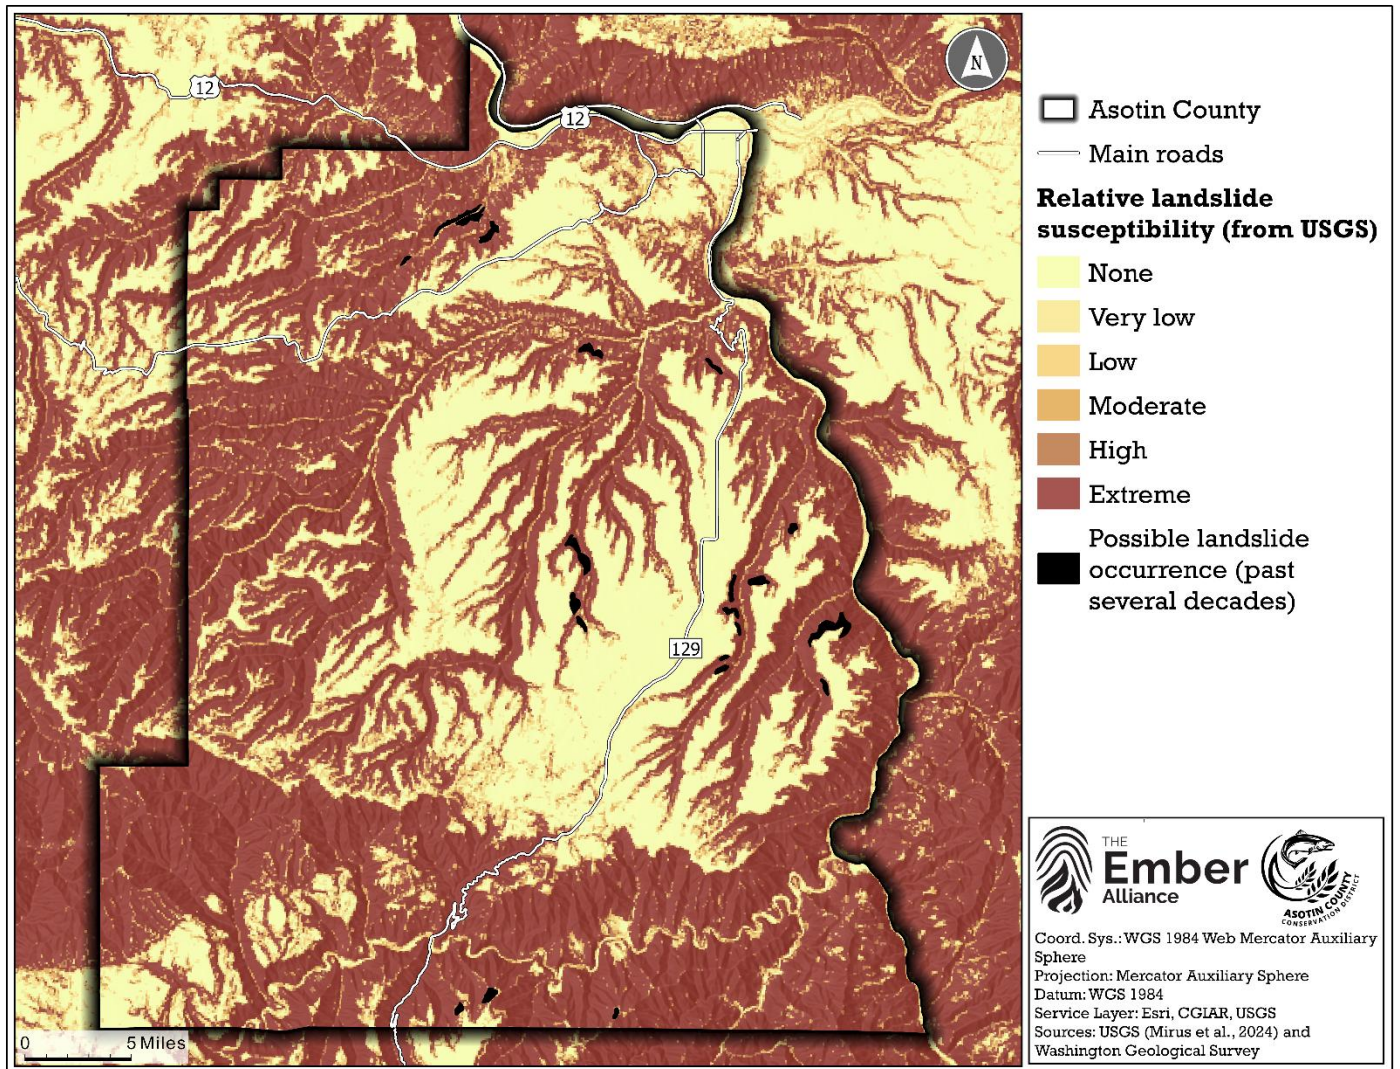 12
12
N
129
0
5 Miles
Asotin County
Main roads
Relative landslide
susceptibility (from USGS)
None
Very low
Low
Moderate
High
Extreme
Possible landslide
occurrence (past
several decades)
THE
Ember
Alliance
ASOTIN COUNTY
CONSERVATION DISTRICT
Coord. Sys.: WGS 1984 Web Mercator Auxiliary
Sphere
Projection: Mercator Auxiliary Sphere
Datum: WGS 1984
Service Layer: Esri, CGIAR, USGS
Sources: USGS (Mirus et al., 2024) and
Washington Geological Survey